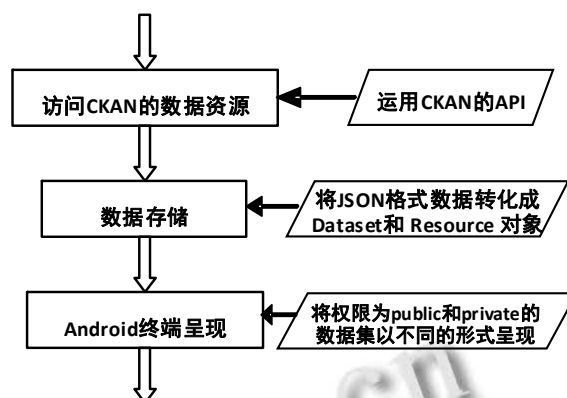 访问CKAN的数据资源
运用CKAN的API
数据存储
将JSON格式数据转化成
Dataset和 Resource 对象
Android终端呈现
将权限为public和private的
数据集以不同的形式呈现